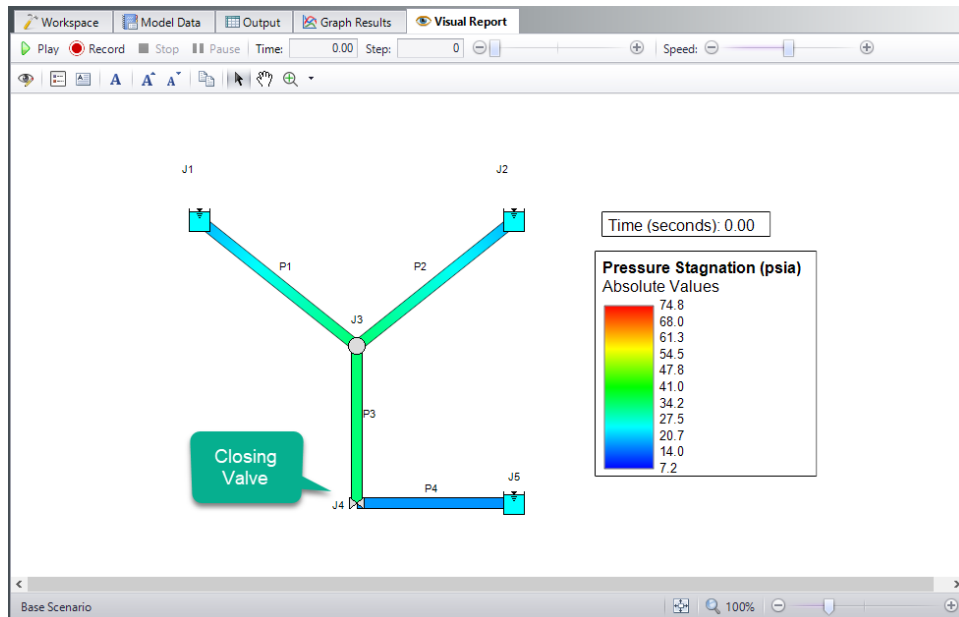 Workspace Model Data Output Graph Results Visual Report
Play Record Stop Pause Time: 0.00 Step: 0 Speed:
A A A
J1 J2
Time (seconds): 0.00
P1 P2
Pressure Stagnation (psia)
Absolute Values
74.8
68.0
61.3
54.5
47.8
41.0
34.2
27.5
20.7
14.0
7.2
J3
P3
Closing
Valve
J4 P4 J5
Base Scenario 100%